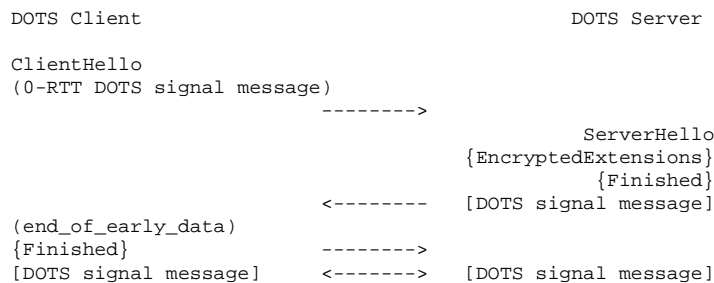 DOTS Client DOTS Server
ClientHello
(0-RTT DOTS signal message)
-------->
ServerHello
{EncryptedExtensions}
{Finished}
<-------- [DOTS signal message]
(end_of_early_data)
{Finished} -------->
[DOTS signal message] <-------> [DOTS signal message]